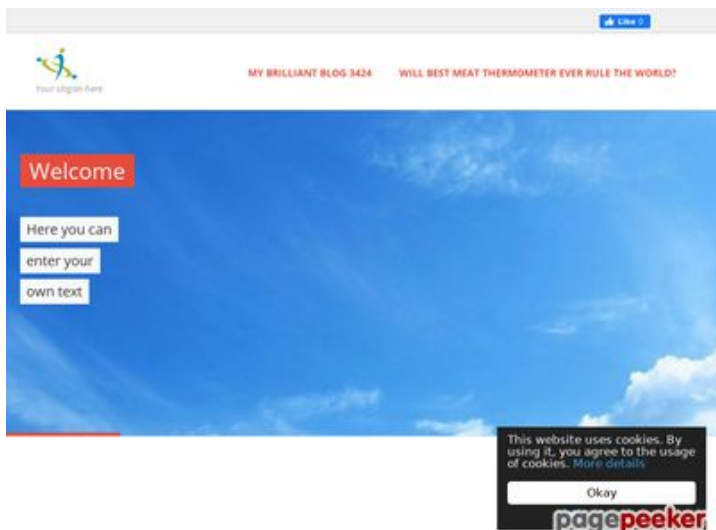 Like 0
Your slogan here
MY BRILLIANT BLOG 3424
WILL BEST MEAT THERMOMETER EVER RULE THE WORLD?
Welcome
Here you can
enter your
own text
This website uses cookies. By
using it, you agree to the usage
of cookies. More details
Okay
pagepeeker